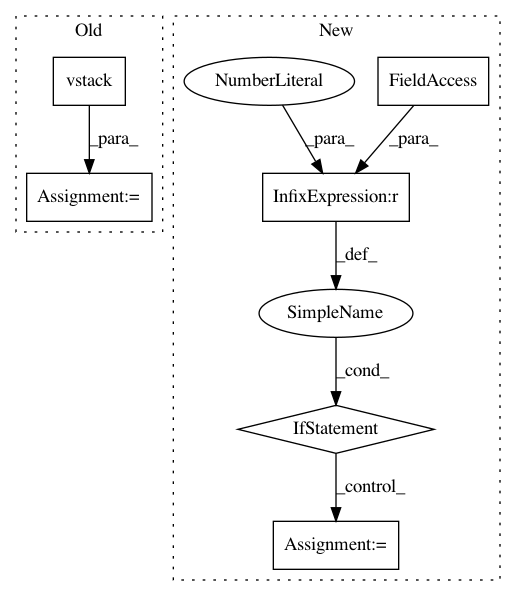 Old
New
vstack
NumberLiteral
FieldAccess
_para_
_para_
_para_
Assignment:=
InfixExpression:r
_def_
SimpleName
_cond_
IfStatement
_control_
Assignment:=